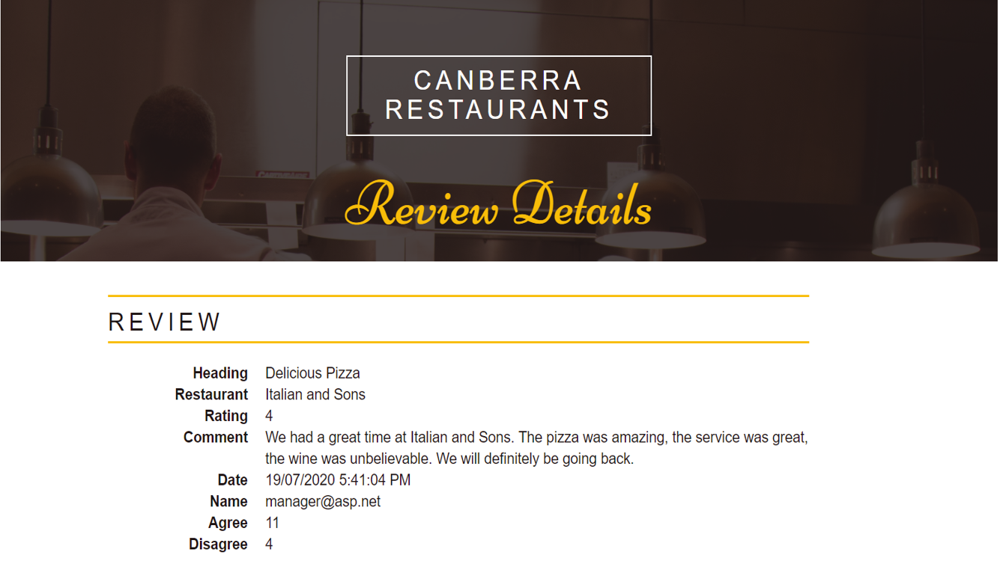 CANBERRA
RESTAURANTS
Review Details
REVIEW
Heading Delicious Pizza
Restaurant Italian and Sons
Rating 4
Comment We had a great time at Italian and Sons. The pizza was amazing, the service was great,
the wine was unbelievable. We will definitely be going back.
Date 19/07/2020 5:41:04 PM
Name manager@asp.net
Agree 11
Disagree 4